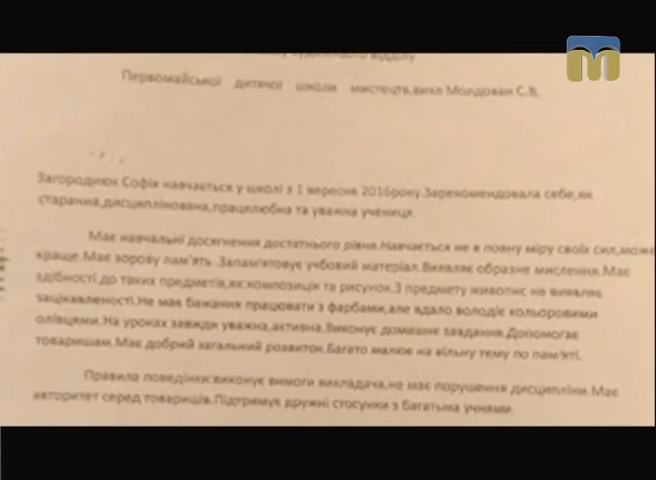 художнього відділу
Первомайської дитячої школи мистецтв,викл Молдован С.В.
Загороднюк Софія навчається у школі з 1 вересня 2016року.Зарекомендовала себе,як
старанна,дисциплінована,працелюбна та уважна учениця.
Має навчальні досягнення достатнього рівня.Навчається не в повну міру своїх сил,може
краще.Має зорову пам'ять .Запам'ятовує учбовий матеріал.Виявляє образне мислення.Має
здібності до таких предметів,як:композиція та рисунок.З предмету живопис не виявляє
зацікавленості.Не має бажання працювати з фарбами,але вдало володіє кольоровими
олівцями.На уроках завжди уважна,активна.Виконує домашнє завдання.Допомагає
товаришам.Має добрий загальний розвиток.Багато малює на вільну тему по пам'яті.
Правила поведінки:виконує вимоги викладача,не має порушення дисципліни.Має
авторитет серед товаришів.Підтримує дружні стосунки з багатьма учнями.